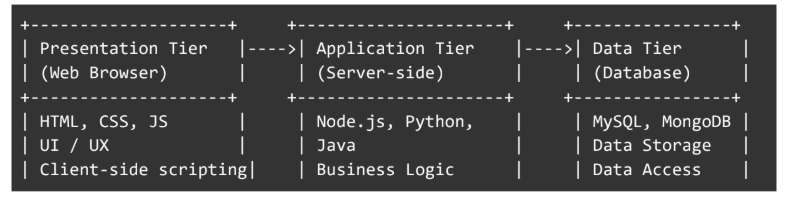 +--------------------+      +----------------------+      +----------------+
| Presentation Tier  |---->| Application Tier     |---->| Data Tier      |
| (Web Browser)      |      | (Server-side)        |      | (Database)     |
+--------------------+      +----------------------+      +----------------+
| HTML, CSS, JS      |      | Node.js, Python,     |      | MySQL, MongoDB |
| UI / UX            |      | Java                 |      | Data Storage   |
| Client-side scripting|    | Business Logic       |      | Data Access    |